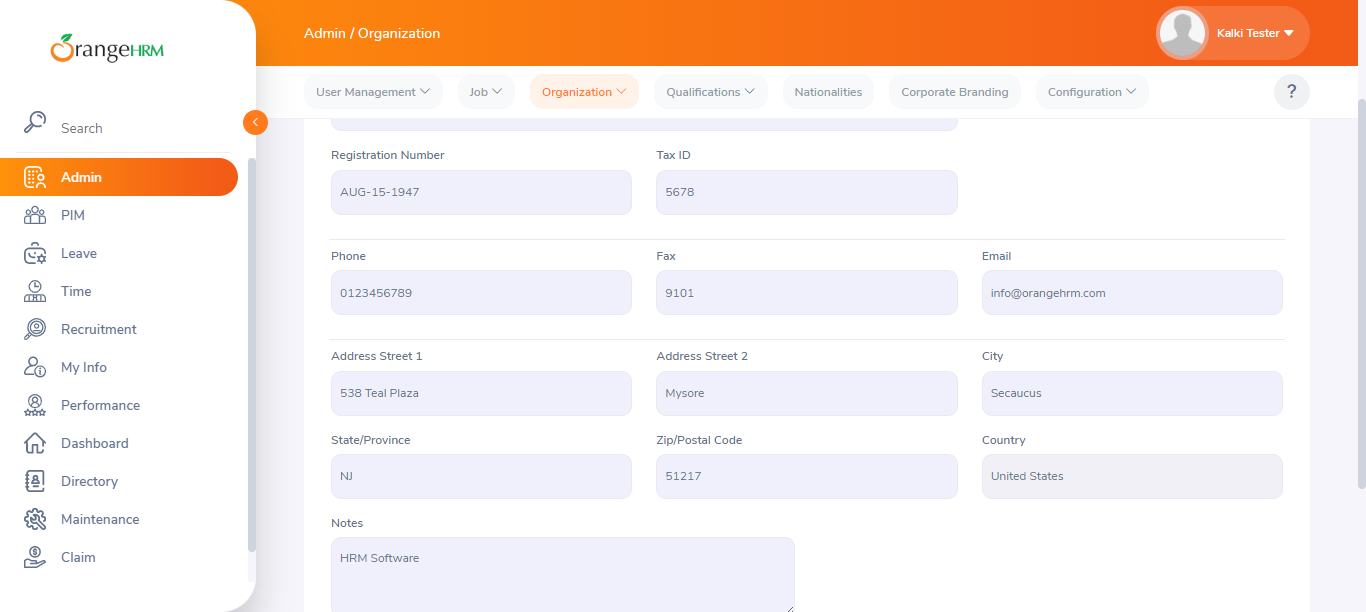 OrangeHRM
Admin / Organization
Kalki Tester
User Management
Job
Organization
Qualifications
Nationalities
Corporate Branding
Configuration
?
Search
Admin
PIM
Leave
Time
Recruitment
My Info
Performance
Dashboard
Directory
Maintenance
Claim
Registration Number
Tax ID
AUG-15-1947
5678
Phone
Fax
Email
0123456789
9101
info@orangehrm.com
Address Street 1
Address Street 2
City
538 Teal Plaza
Mysore
Secaucus
State/Province
Zip/Postal Code
Country
NJ
51217
United States
Notes
HRM Software